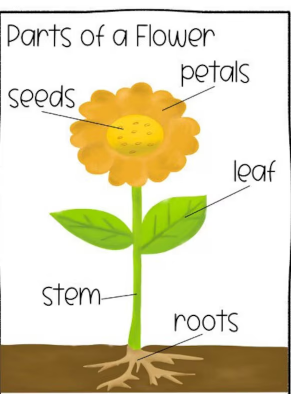 Parts of a Flower
petals
seeds
leaf
stem
roots